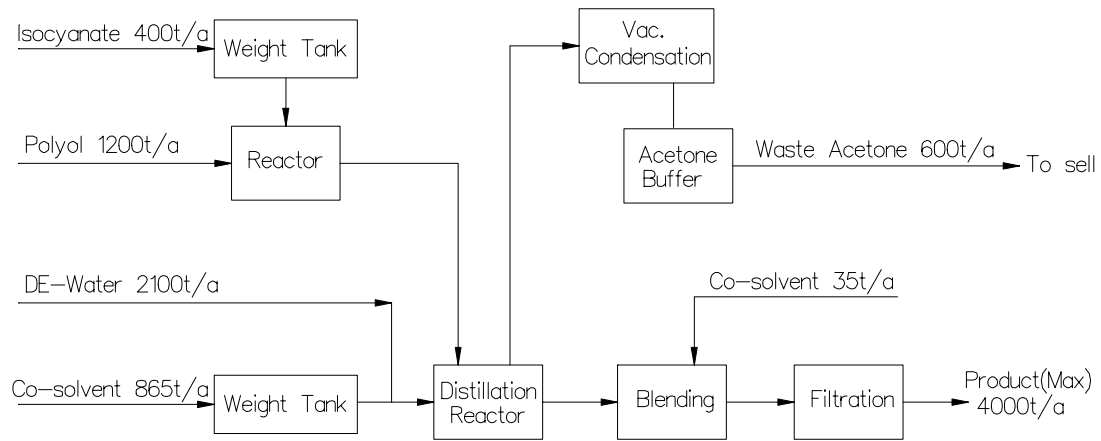 Isocyanate 400t/a
Weight Tank
Vac.
Condensation
Polyol 1200t/a
Reactor
Acetone
Buffer
Waste Acetone 600t/a
To sell
DE-Water 2100t/a
Co-solvent 35t/a
Co-solvent 865t/a
Weight Tank
Distillation
Reactor
Blending
Filtration
Product(Max)
4000t/a